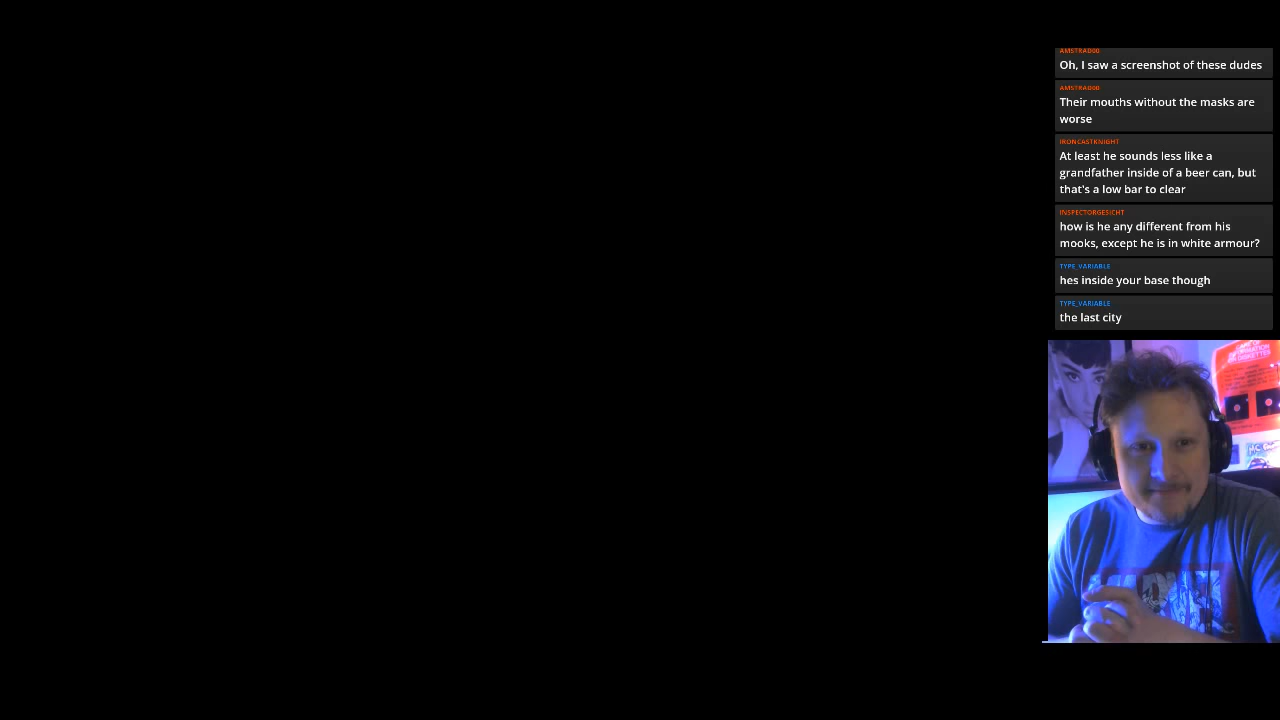 AMSTRAD00
Oh, I saw a screenshot of these dudes
AMSTRAD00
Their mouths without the masks are
worse
IRONCASTKNIGHT
At least he sounds less like a
grandfather inside of a beer can, but
that's a low bar to clear
INSPECTORGESICHT
how is he any different from his
mooks, except he is in white armour?
TYPE_VARIABLE
hes inside your base though
TYPE_VARIABLE
the last city